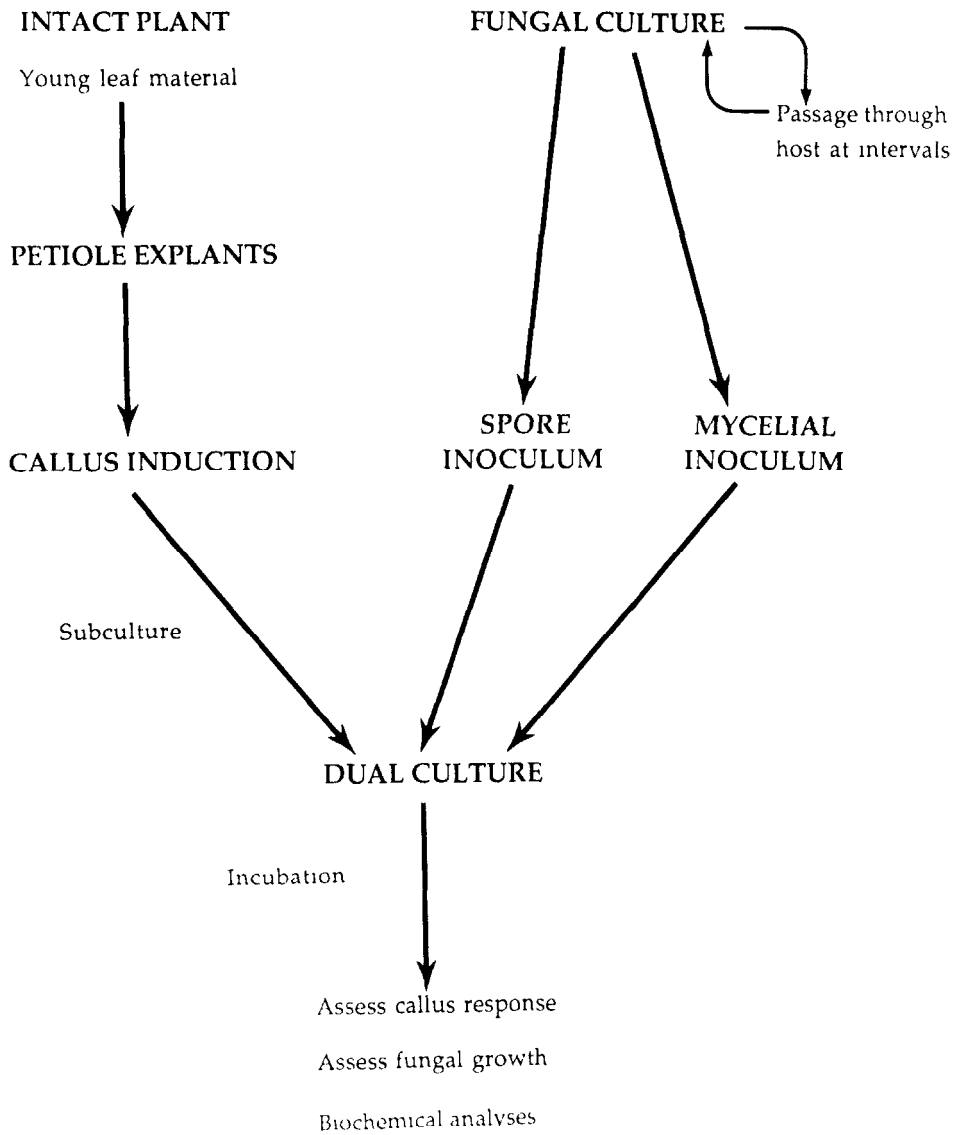 INTACT PLANT
Young leaf material
PETIOLE EXPLANTS
CALLUS INDUCTION
Subculture
FUNGAL CULTURE
Passage through
host at intervals
SPORE
INOCULUM
MYCELIAL
INOCULUM
DUAL CULTURE
Incubation
Assess callus response
Assess fungal growth
Biochemical analyses